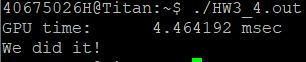 40675026H@Titan:~$ ./HW3_4.out
GPU time:       4.464192 msec
We did it!